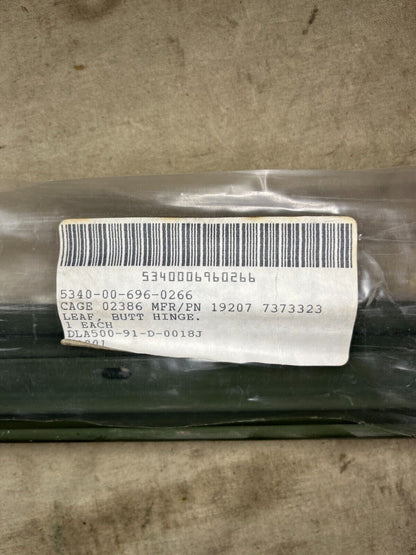 5340006960266
5340-00-696-0266
CAGE 02386 MFR/PN 19207 7373323
LEAF, BUTT HINGE.
1 EACH
DLA500-91-D-0018J